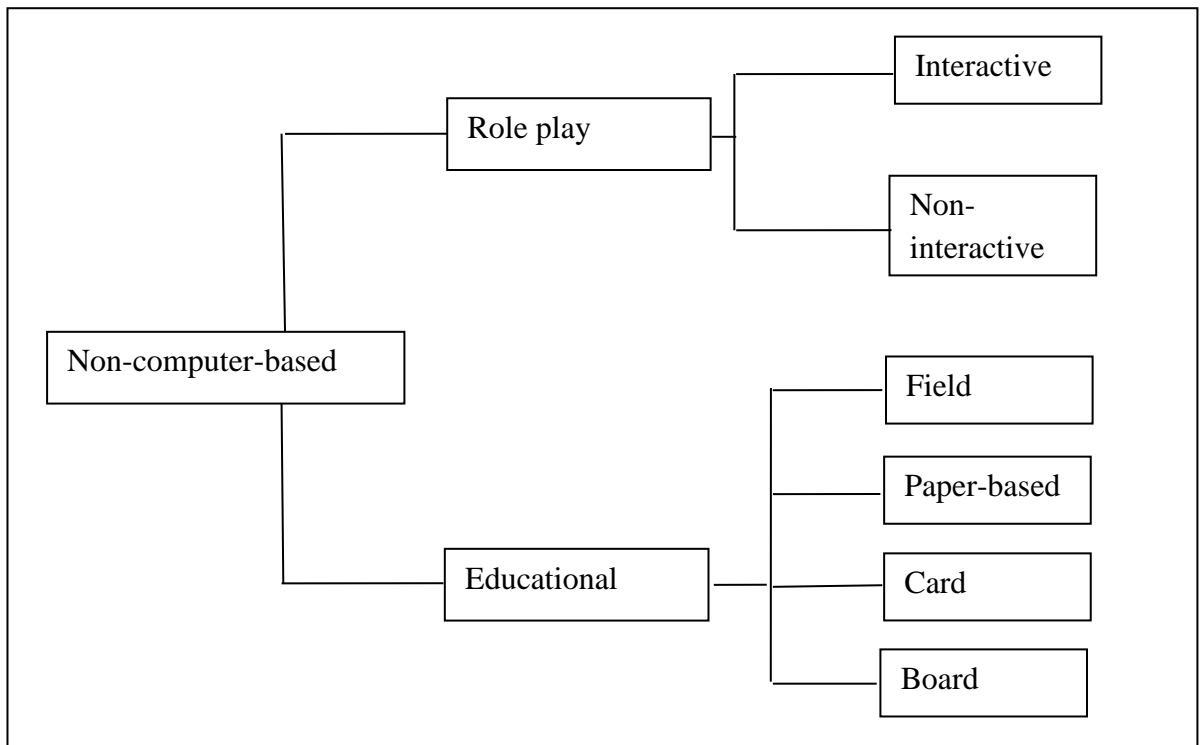 Interactive
Role play
Non-
interactive
Non-computer-based
Field
Paper-based
Educational
Card
Board